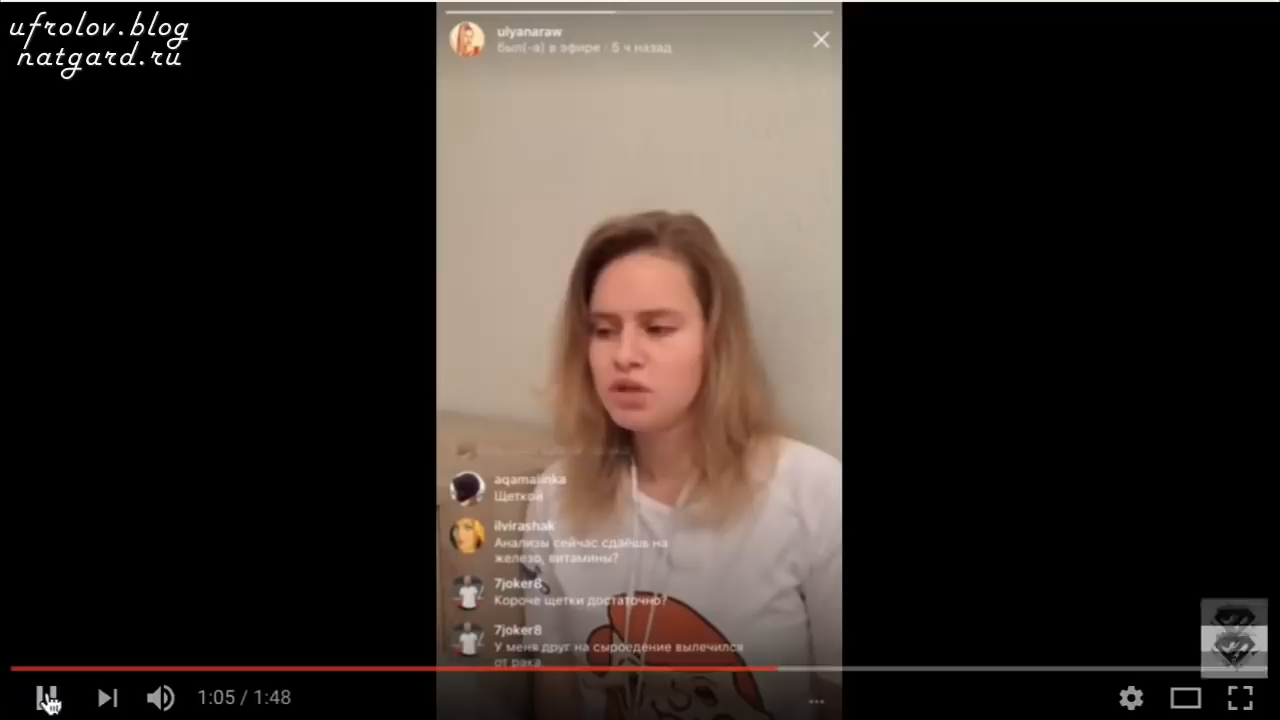 ufrolov.blog
natgard.ru
ulyanaraw
был(-а) в эфире · 5 ч назад
aqamalinka
Щеткой
ilvirashak
Анализы сейчас сдаёшь на
железо, витамины?
7joker8
Короче щетки достаточно?
7joker8
У меня друг на сыроедение вылечился
от рака
1:05 / 1:48